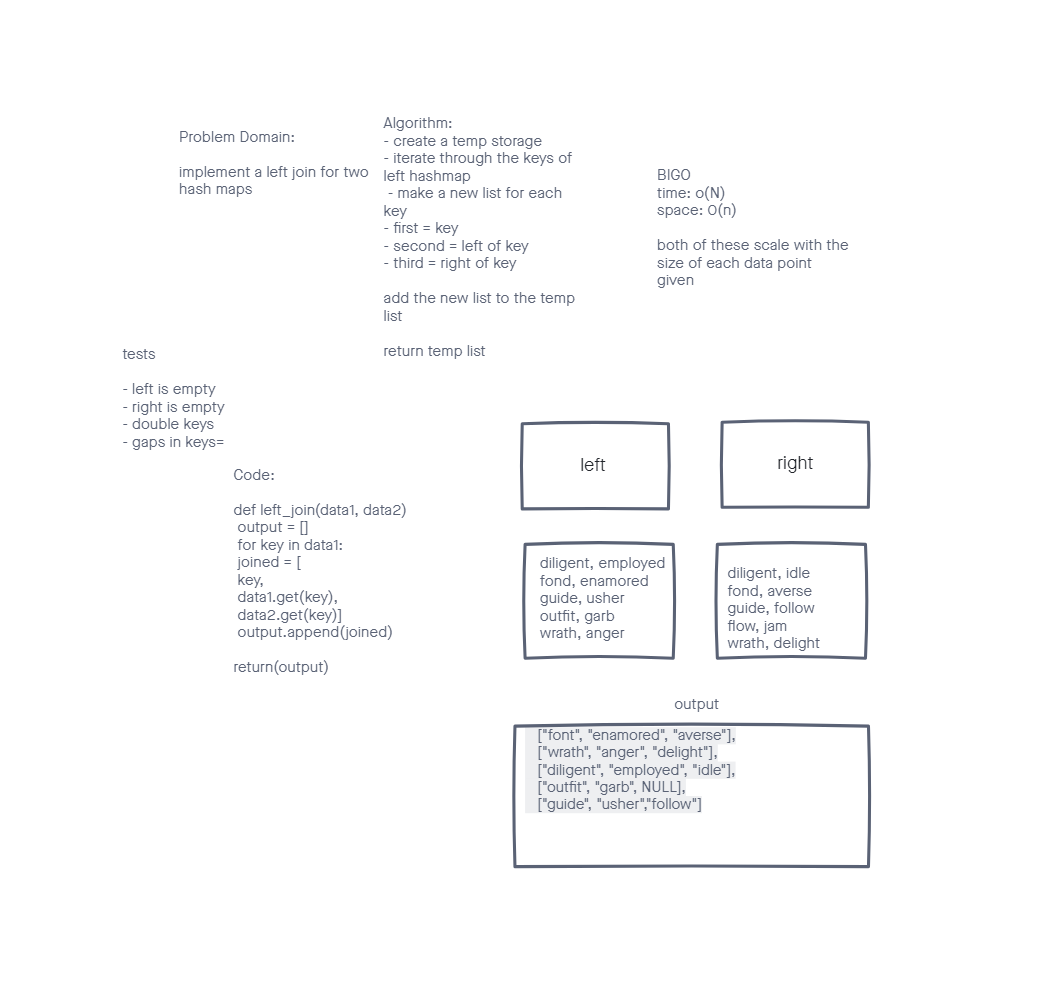 Problem Domain:
implement a left join for two
hash maps
Algorithm:
- create a temp storage
- iterate through the keys of
left hashmap
- make a new list for each
key
- first = key
- second = left of key
- third = right of key
add the new list to the temp
list
return temp list
BIGO
time: o(N)
space: O(n)
both of these scale with the
size of each data point
given
tests
- left is empty
- right is empty
- double keys
- gaps in keys=
Code:
def left_join(data1, data2)
output = []
for key in data1:
joined = [
key,
data1.get(key),
data2.get(key)]
output.append(joined)
return(output)
left
right
diligent, employed
fond, enamored
guide, usher
outfit, garb
wrath, anger
diligent, idle
fond, averse
guide, follow
flow, jam
wrath, delight
output
["font", "enamored", "averse"],
["wrath", "anger", "delight"],
["diligent", "employed", "idle"],
["outfit", "garb", NULL],
["guide", "usher","follow"]